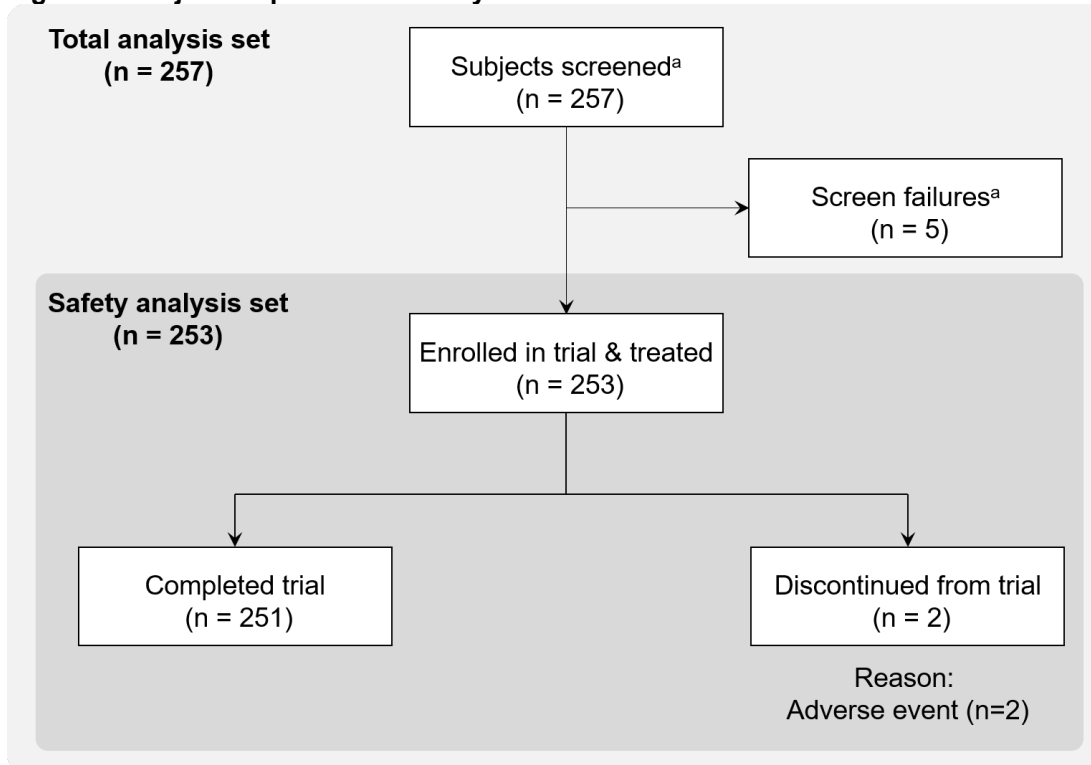 Total analysis set
(n = 257)
Subjects screenedᵃ
(n = 257)
Screen failuresᵃ
(n = 5)
Safety analysis set
(n = 253)
Enrolled in trial & treated
(n = 253)
Completed trial
(n = 251)
Discontinued from trial
(n = 2)
Reason:
Adverse event (n=2)